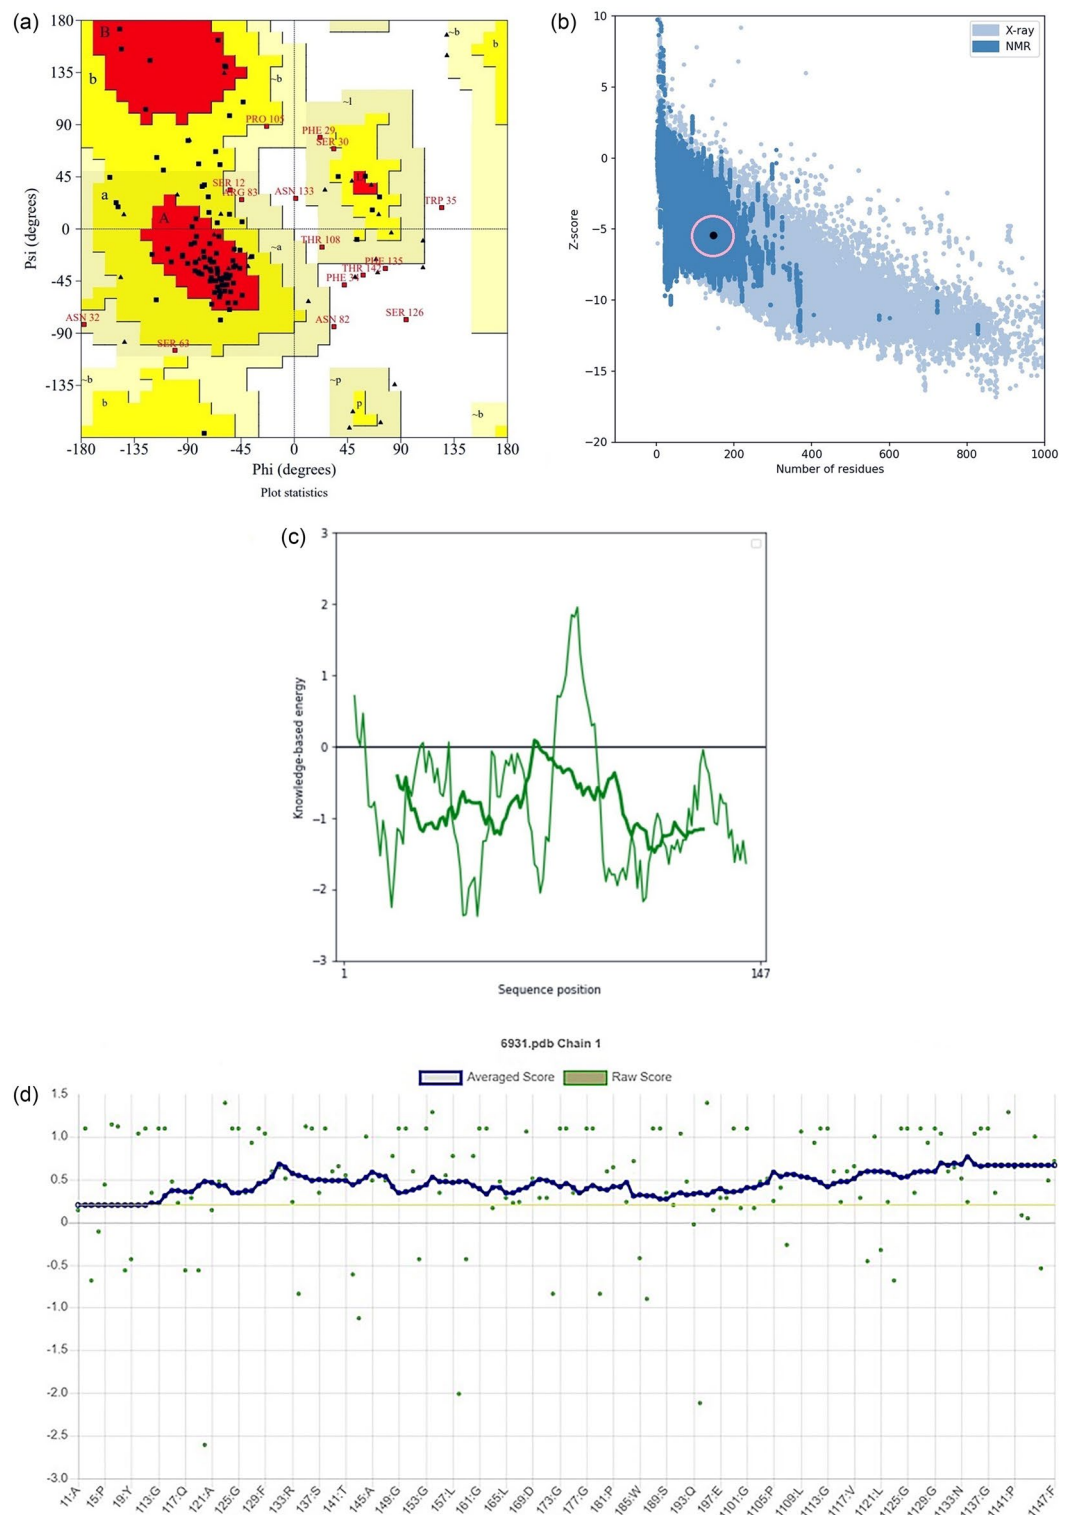 (a)
180
135
90
45
0
-45
-90
-135
-180
Psi (degrees)
B
b
~b
~b
b
~l
PRO 105
PHE 29
SER 30
SER 12
ARG 83
ASN 133
TRP 35
a
A
THR 108
~a
PHE 135
THR 142
ASN 32
ASN 82
SER 126
SER 63
~b
~p
b
p
~b
-180 -135 -90 -45 0 45 90 135 180
Phi (degrees)
Plot statistics
(b)
X-ray
NMR
10
5
0
−5
−10
−15
−20
Z-score
0 200 400 600 800 1000
Number of residues
(c)
3
2
1
0
−1
−2
−3
Knowledge-based energy
1 147
Sequence position
6931.pdb Chain 1
(d)
Averaged Score Raw Score
1.5
1.0
0.5
0
-0.5
-1.0
-1.5
-2.0
-2.5
-3.0
11:A 15:P 19:Y 113:G 117:Q 121:A 125:G 129:F 133:R 137:S 141:T 145:A 149:G 153:G 157:L 161:G 165:L 169:D 173:G 177:G 181:P 185:W 189:S 193:Q 197:E 1101:G 1105:P 1109:L 1113:G 1117:V 1121:L 1125:G 1129:G 1133:N 1137:G 1141:P 1147:F